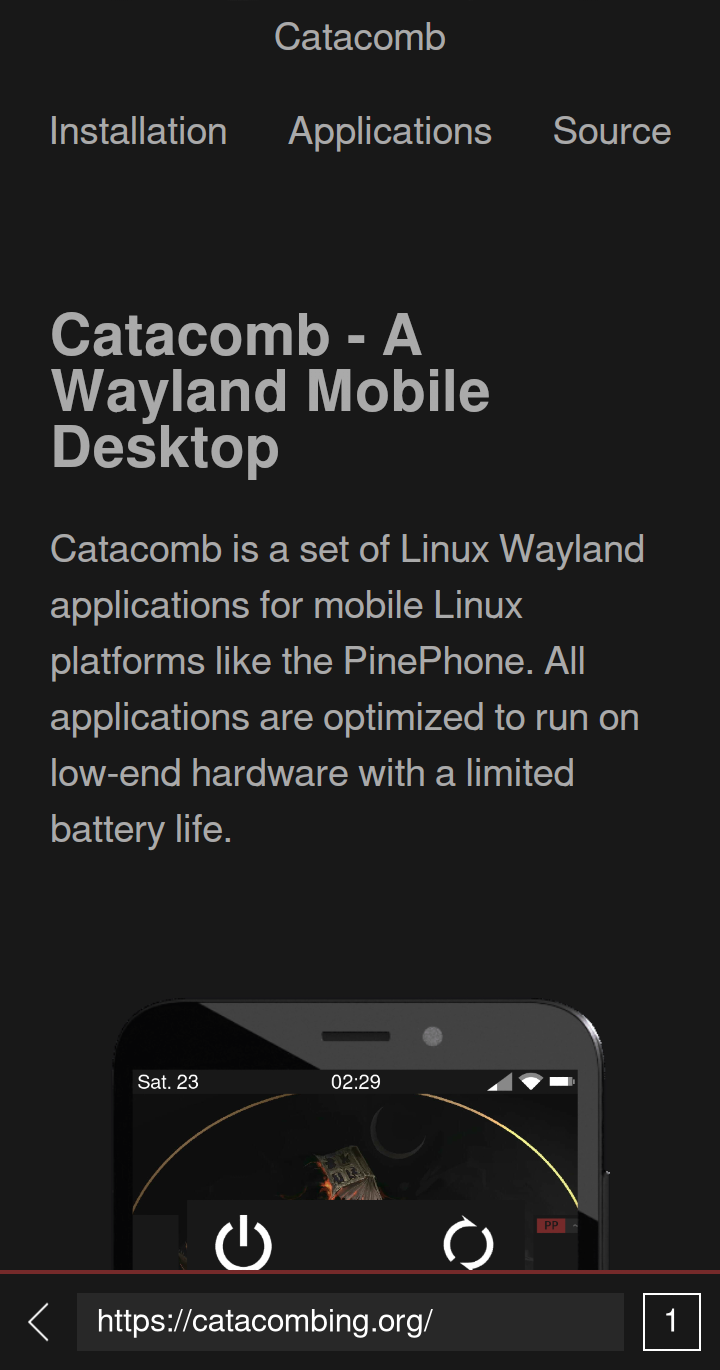 Catacomb
Installation Applications Source
Catacomb - A
Wayland Mobile
Desktop
Catacomb is a set of Linux Wayland
applications for mobile Linux
platforms like the PinePhone. All
applications are optimized to run on
low-end hardware with a limited
battery life.
Sat. 23 02:29
PP ~
https://catacombing.org/ 1